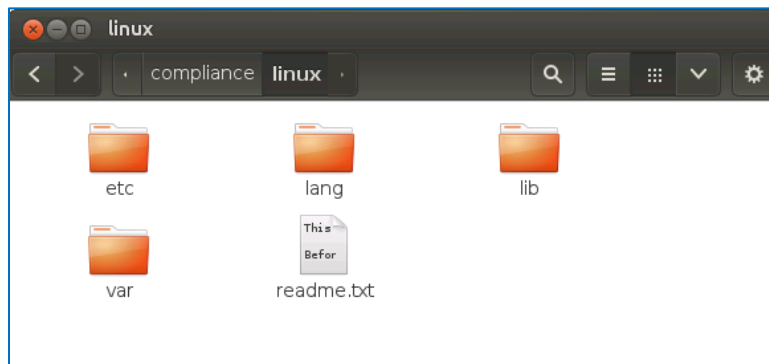 linux
compliance linux
etc lang lib
This
Befor
var readme.txt